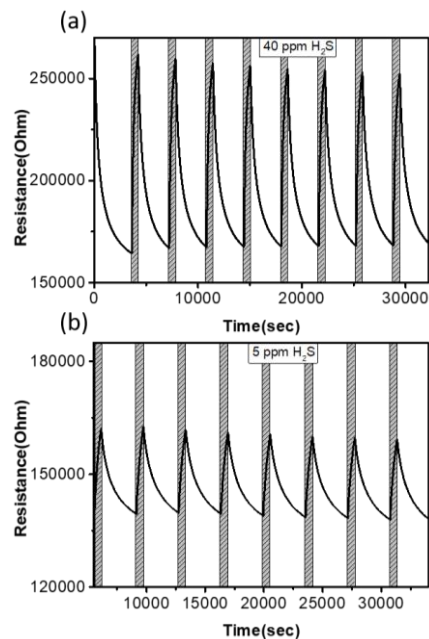 (a)
40 ppm H₂S
250000
200000
150000
Resistance(Ohm)
0 10000 20000 30000
Time(sec)
(b)
5 ppm H₂S
180000
150000
120000
Resistance(Ohm)
10000 15000 20000 25000 30000
Time(sec)